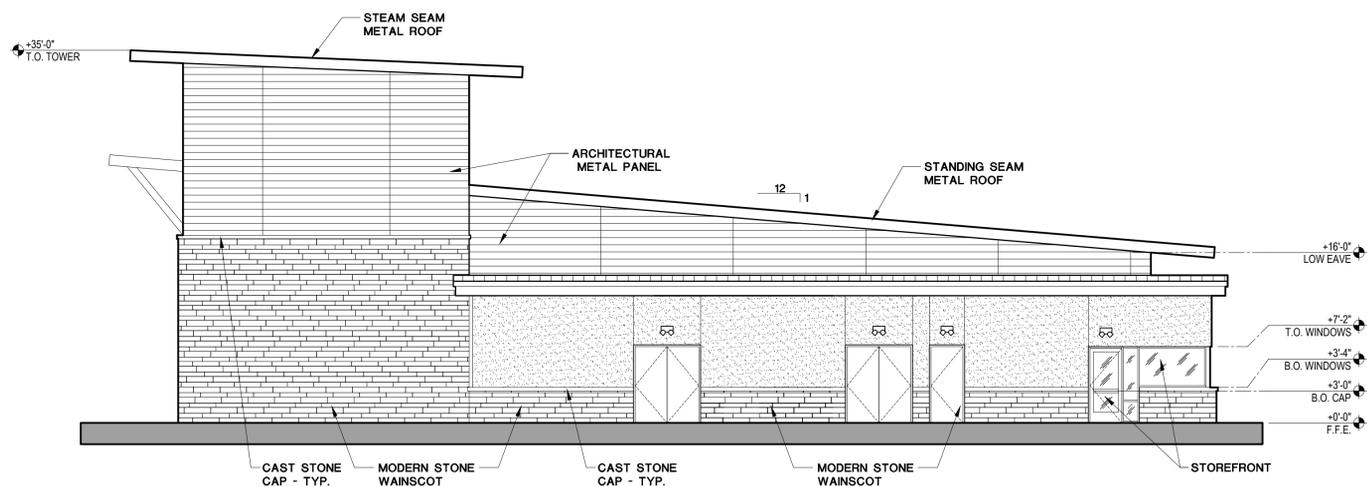 STEAM SEAM
METAL ROOF
+35'-0"
T.O. TOWER
ARCHITECTURAL
METAL PANEL
12
1
STANDING SEAM
METAL ROOF
+16'-0"
LOW EAVE
+7'-2"
T.O. WINDOWS
+3'-4"
B.O. WINDOWS
+3'-0"
B.O. CAP
+0'-0"
F.F.E.
CAST STONE
CAP - TYP.
MODERN STONE
WAINSCOT
CAST STONE
CAP - TYP.
MODERN STONE
WAINSCOT
STOREFRONT